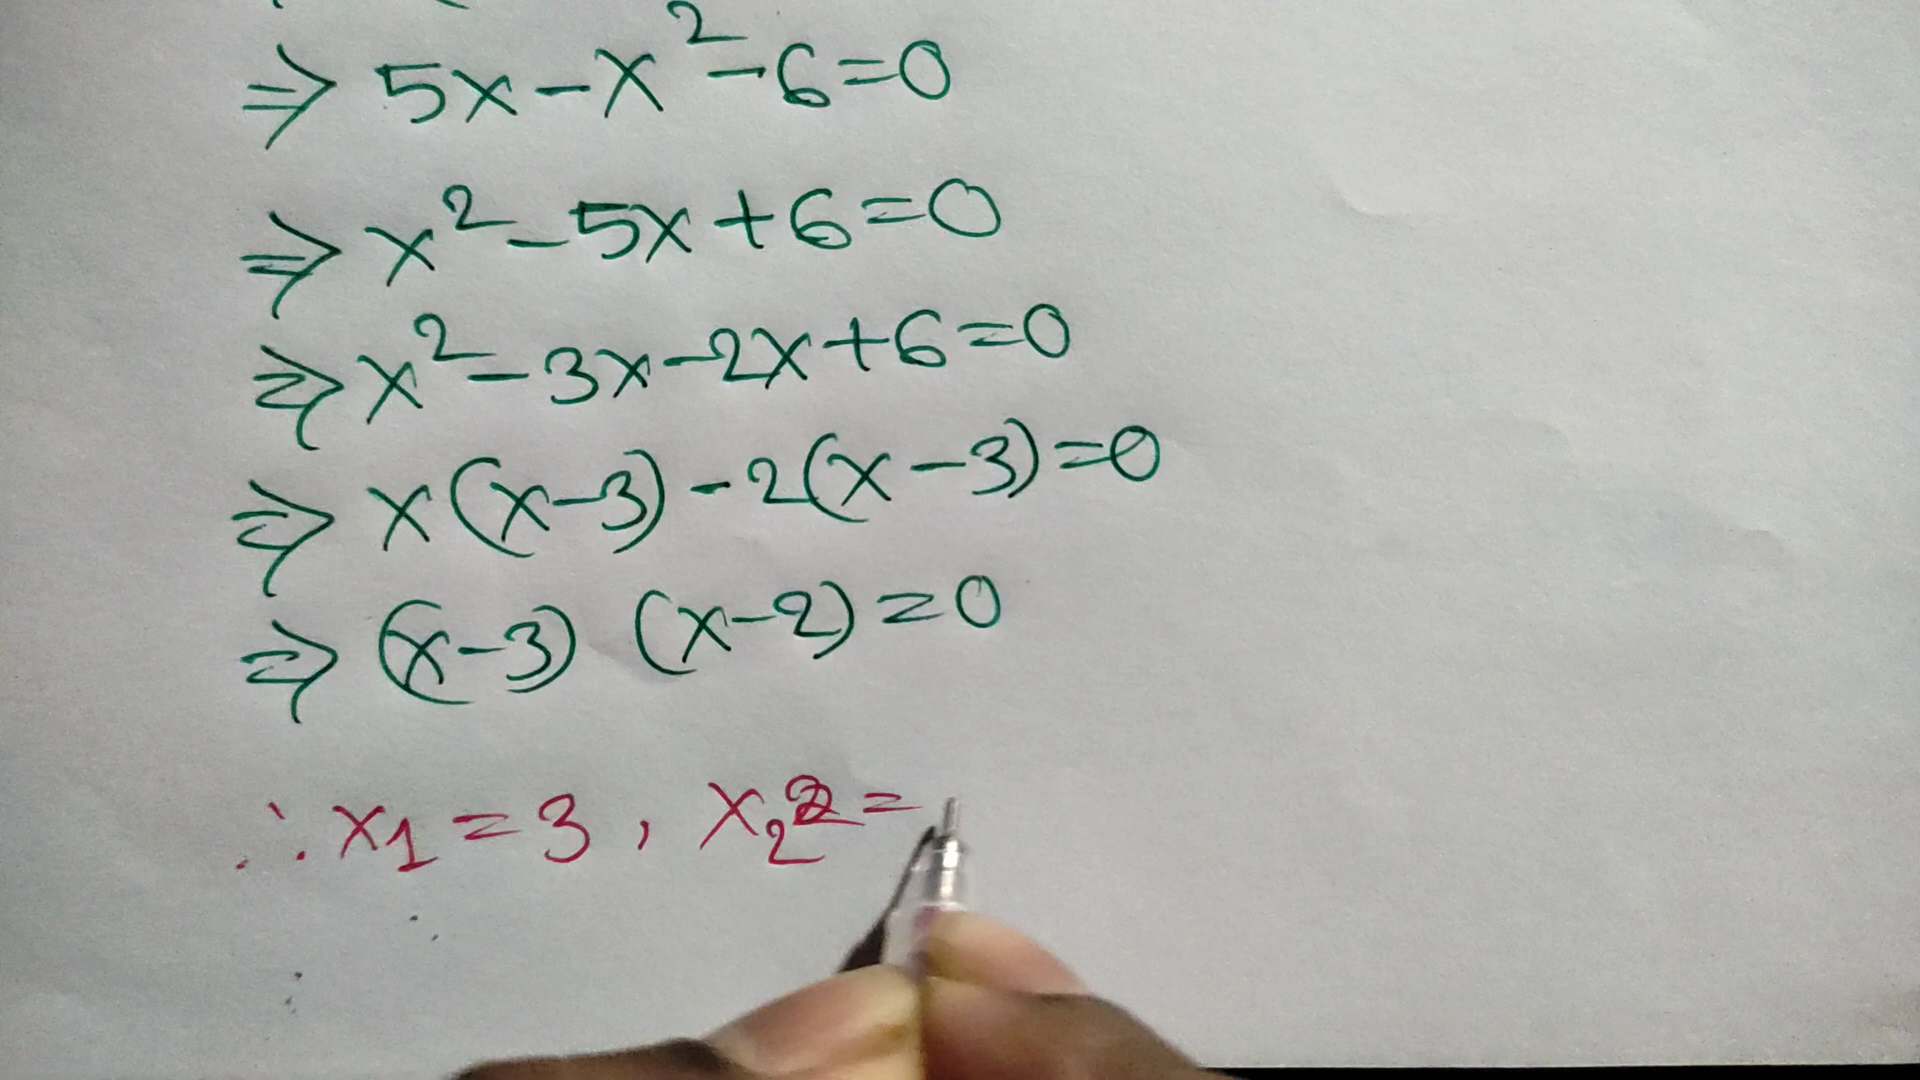 ⇒ 5x - x² - 6 = 0
⇒ x² - 5x + 6 = 0
⇒ x² - 3x - 2x + 6 = 0
⇒ x(x-3) - 2(x-3) = 0
⇒ (x-3) (x-2) = 0
∴ x₁ = 3, x₂ =